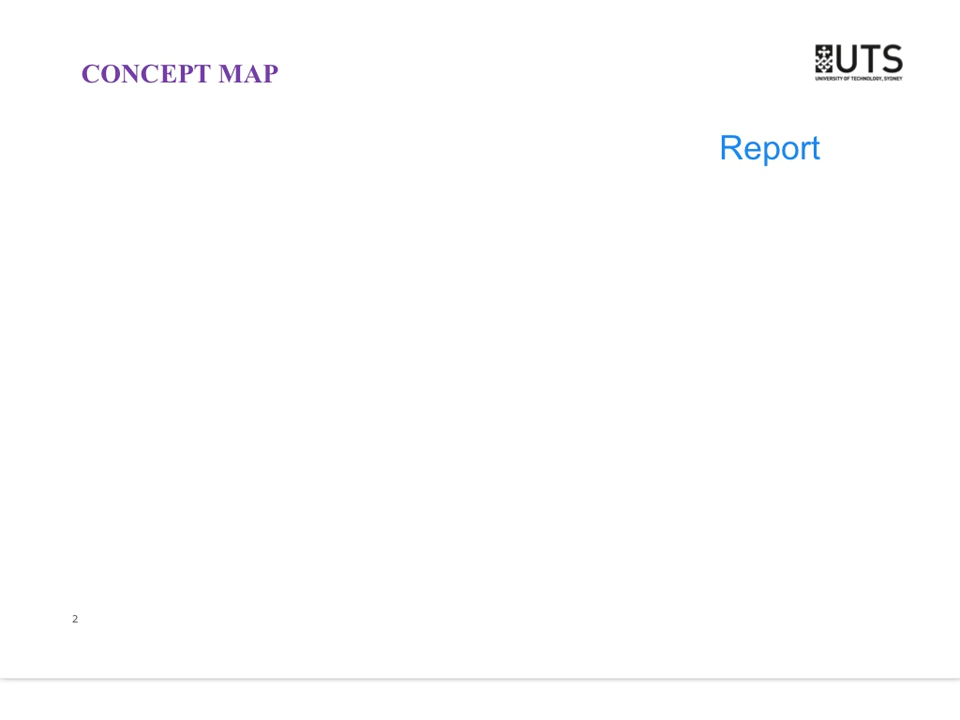 CONCEPT MAP
UTS
UNIVERSITY OF TECHNOLOGY, SYDNEY
Report
2